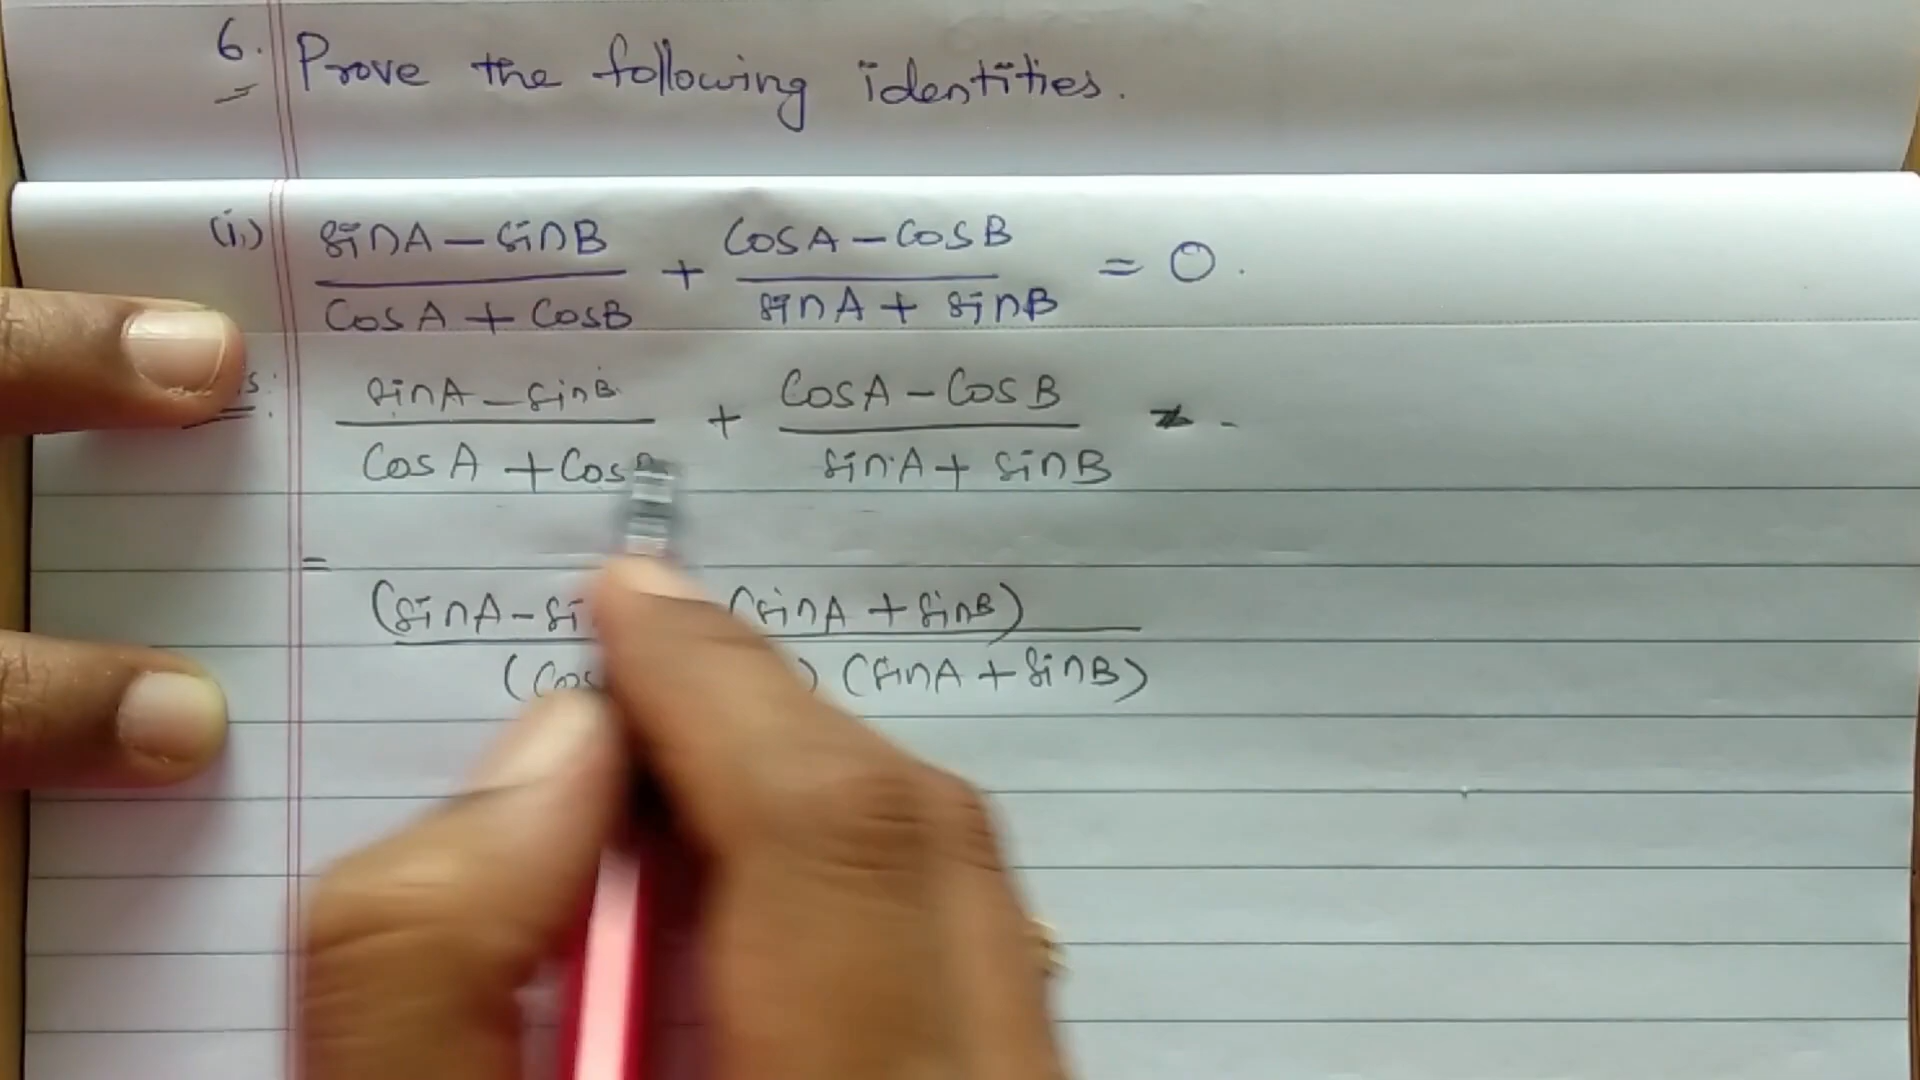 6. Prove the following identities.
(i) sinA - sinB / cosA + cosB + cosA - cosB / sinA + sinB = 0.
sinA - sinB / CosA + Cos + CosA - CosB / sinA + sinB
=
(sinA - si (sinA + sinB)
(Cos ) (sinA + sinB)